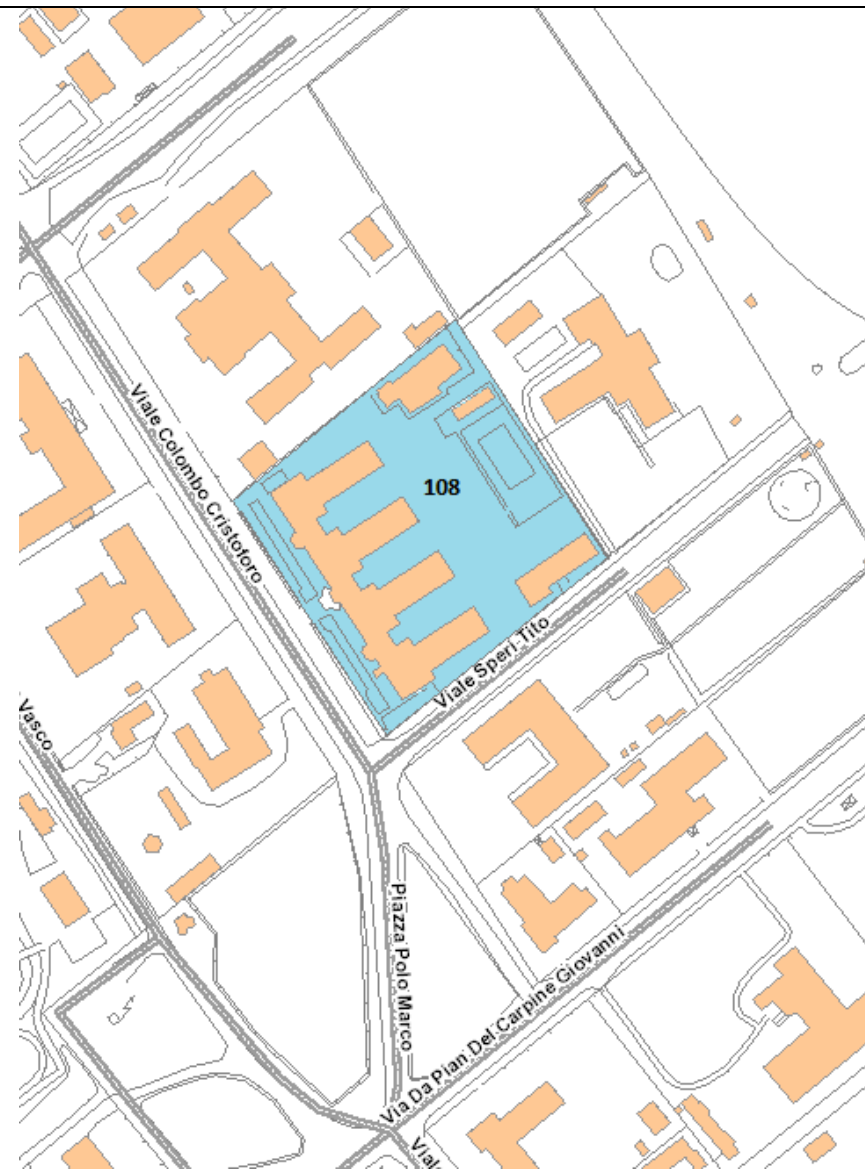 108
Viale Colombo Cristoforo
Viale Speri Tito
Vasco
Piazza Polo Marco
Via Da Pian Del Carpine Giovanni
Viale